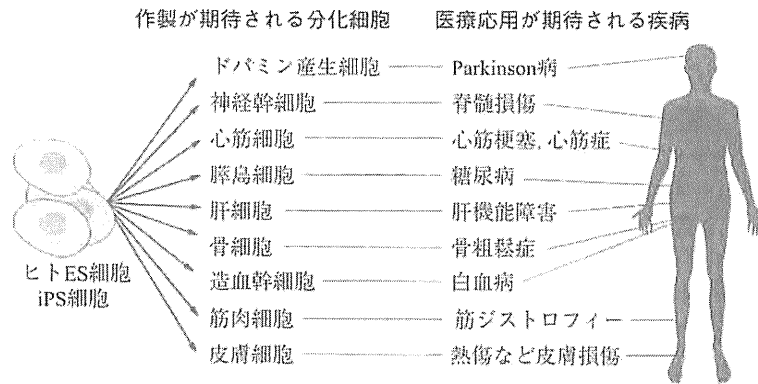 作製が期待される分化細胞 医療応用が期待される疾病
ドパミン産生細胞 Parkinson病
神経幹細胞 脊髄損傷
心筋細胞 心筋梗塞, 心筋症
膵島細胞 糖尿病
肝細胞 肝機能障害
骨細胞 骨粗鬆症
造血幹細胞 白血病
筋肉細胞 筋ジストロフィー
皮膚細胞 熱傷など皮膚損傷
ヒトES細胞
iPS細胞